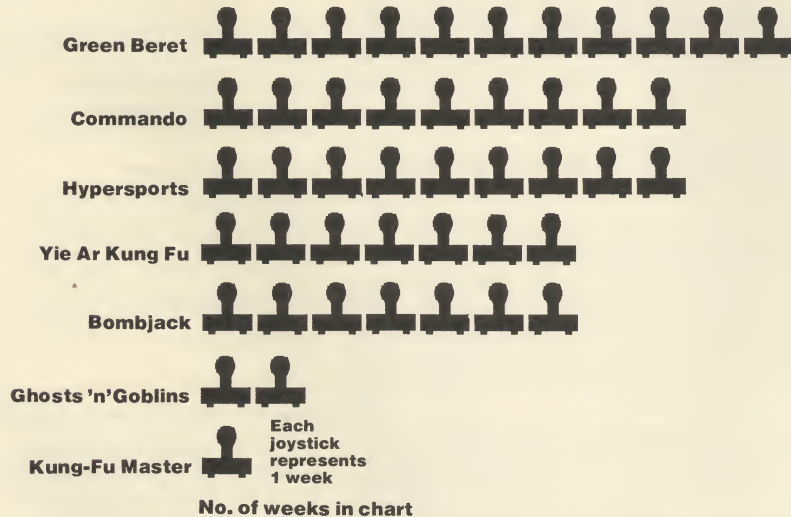 Green Beret
Commando
Hypersports
Yie Ar Kung Fu
Bombjack
Ghosts 'n'Goblins
Kung-Fu Master
Each
joystick
represents
1 week
No. of weeks in chart